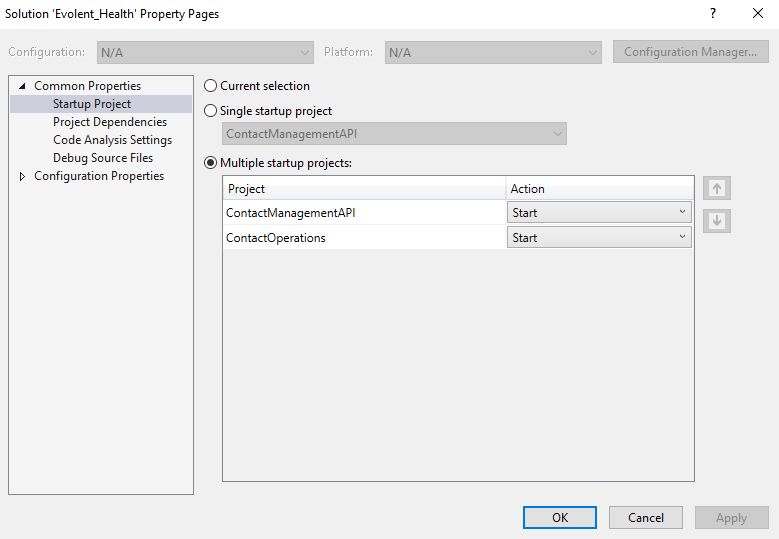 Solution 'Evolent_Health' Property Pages
?
Configuration: N/A Platform: N/A Configuration Manager...
Common Properties
Startup Project
Project Dependencies
Code Analysis Settings
Debug Source Files
Configuration Properties
Current selection
Single startup project
ContactManagementAPI
Multiple startup projects:
Project Action
ContactManagementAPI Start
ContactOperations Start
OK Cancel Apply